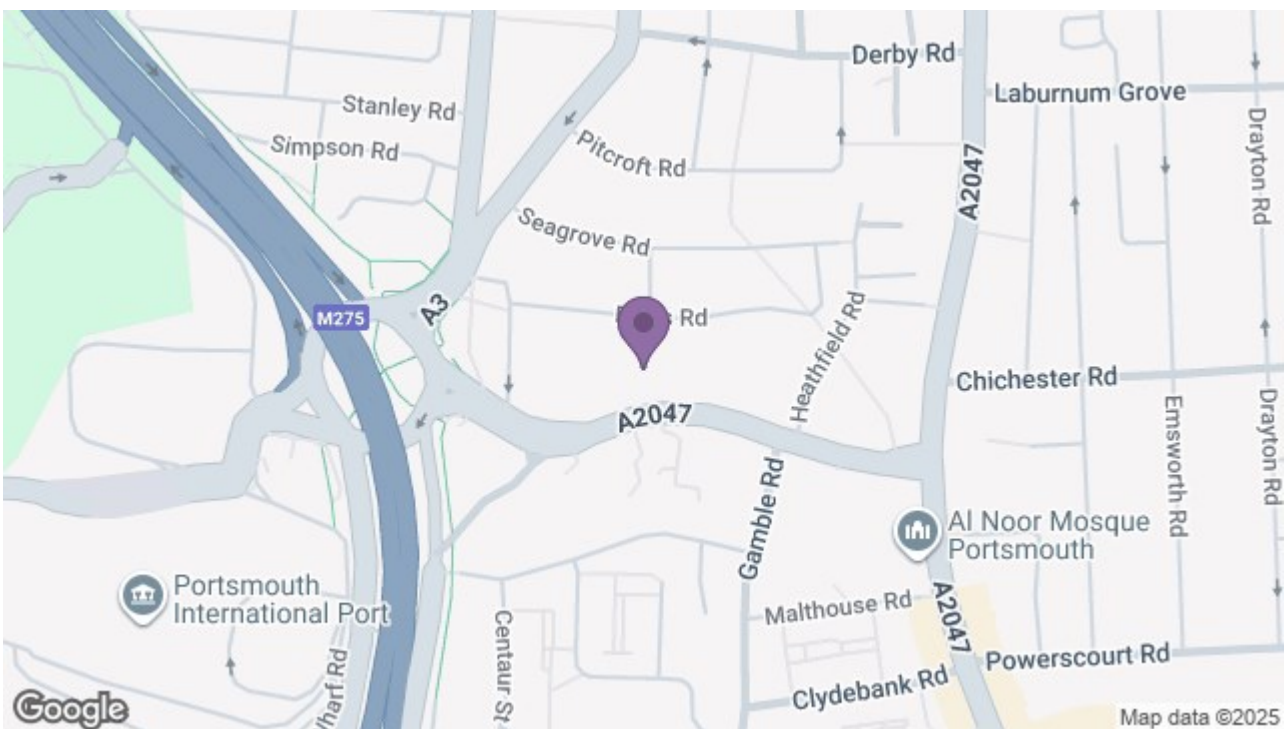 Derby Rd
Laburnum Grove
Stanley Rd
Simpson Rd
Pitcroft Rd
Drayton Rd
A2047
Seagrove Rd
A3
M275
Rd
Heathfield Rd
Chichester Rd
A2047
Emsworth Rd
Drayton Rd
Gamble Rd
Al Noor Mosque
Portsmouth
Portsmouth
International Port
Malthouse Rd
A2047
Centaur St
Powerscourt Rd
Clydebank Rd
Google
Map data ©2025